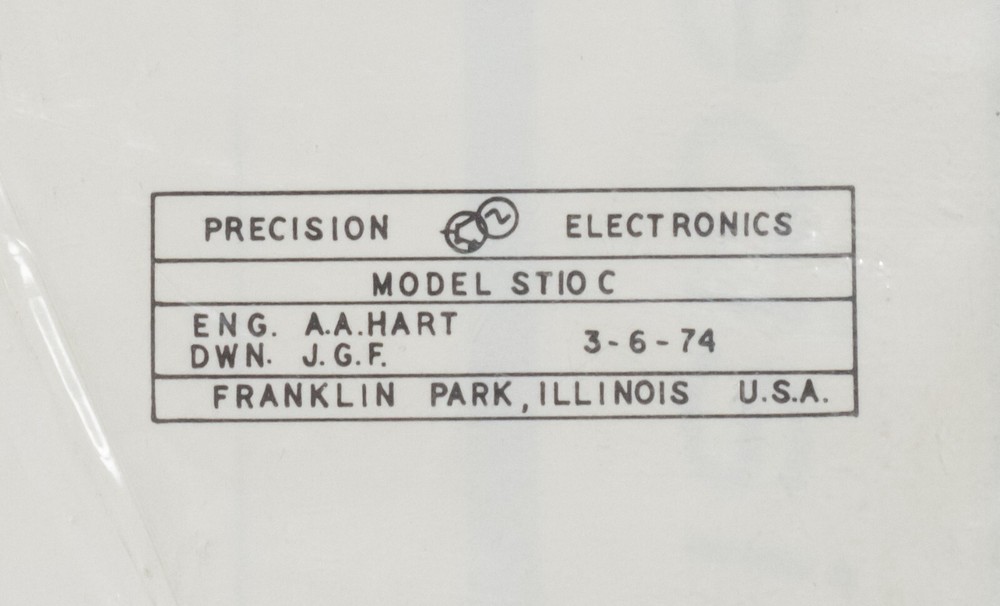 PRECISION ELECTRONICS
MODEL ST10 C
ENG. A.A.HART
DWN. J.G.F.
3-6-74
FRANKLIN PARK, ILLINOIS U.S.A.